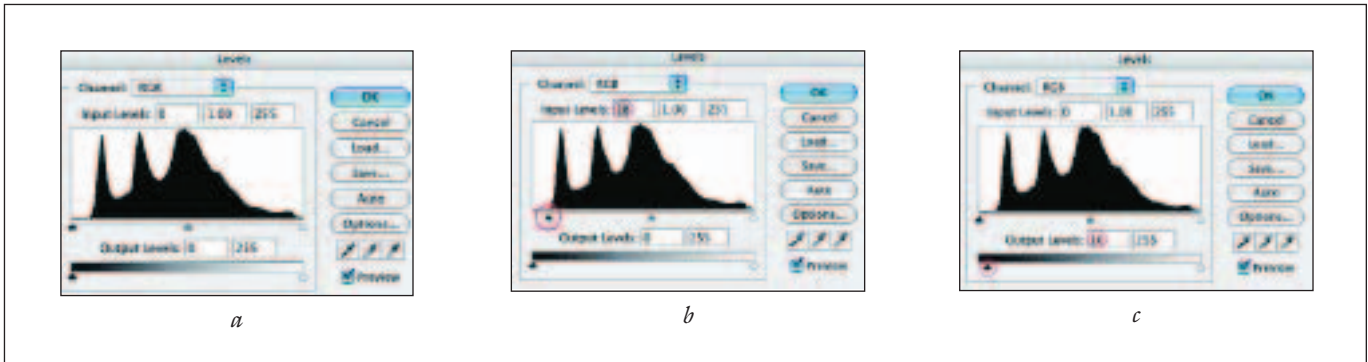 Levels
Channel: RGB
Input Levels: 0 1.00 255
OK
Cancel
Load...
Save...
Auto
Options...
Output Levels: 0 255
Preview
a
Levels
Channel: RGB
Input Levels: 1.00
OK
Cancel
Load...
Save...
Auto
Options...
Output Levels: 0 255
Preview
b
Levels
Channel: RGB
Input Levels: 0 1.00 255
OK
Cancel
Load...
Save...
Auto
Options...
Output Levels: 255
Preview
c